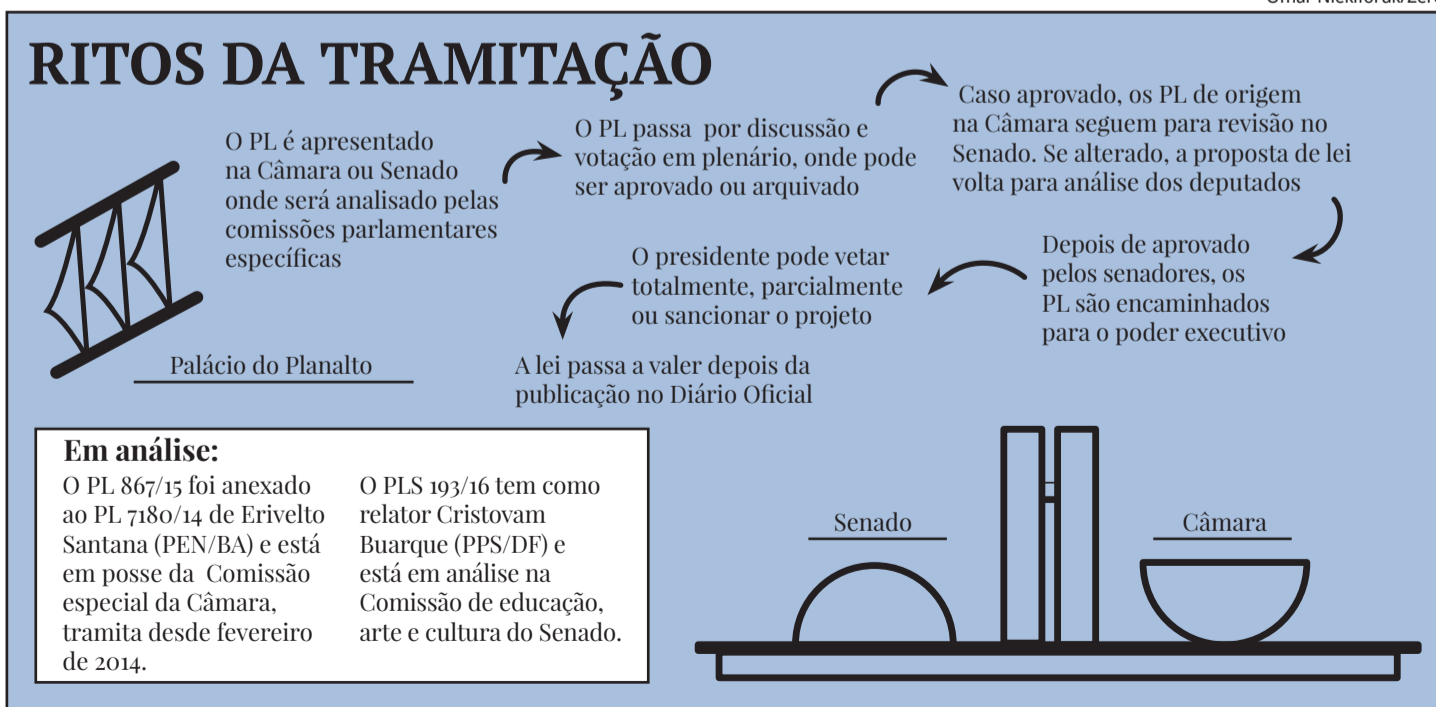 RITOS DA TRAMITAÇÃO
O PL é apresentado
na Câmara ou Senado
onde será analisado pelas
comissões parlamentares
específicas
O PL passa por discussão e
votação em plenário, onde pode
ser aprovado ou arquivado
Caso aprovado, os PL de origem
na Câmara seguem para revisão no
Senado. Se alterado, a proposta de lei
volta para análise dos deputados
Depois de aprovado
pelos senadores, os
PL são encaminhados
para o poder executivo
O presidente pode vetar
totalmente, parcialmente
ou sancionar o projeto
A lei passa a valer depois da
publicação no Diário Oficial
Palácio do Planalto
Em análise:
O PL 867/15 foi anexado
ao PL 7180/14 de Erivelto
Santana (PEN/BA) e está
em posse da Comissão
especial da Câmara,
tramita desde fevereiro
de 2014.
O PLS 193/16 tem como
relator Cristovam
Buarque (PPS/DF) e
está em análise na
Comissão de educação,
arte e cultura do Senado.
Senado
Câmara